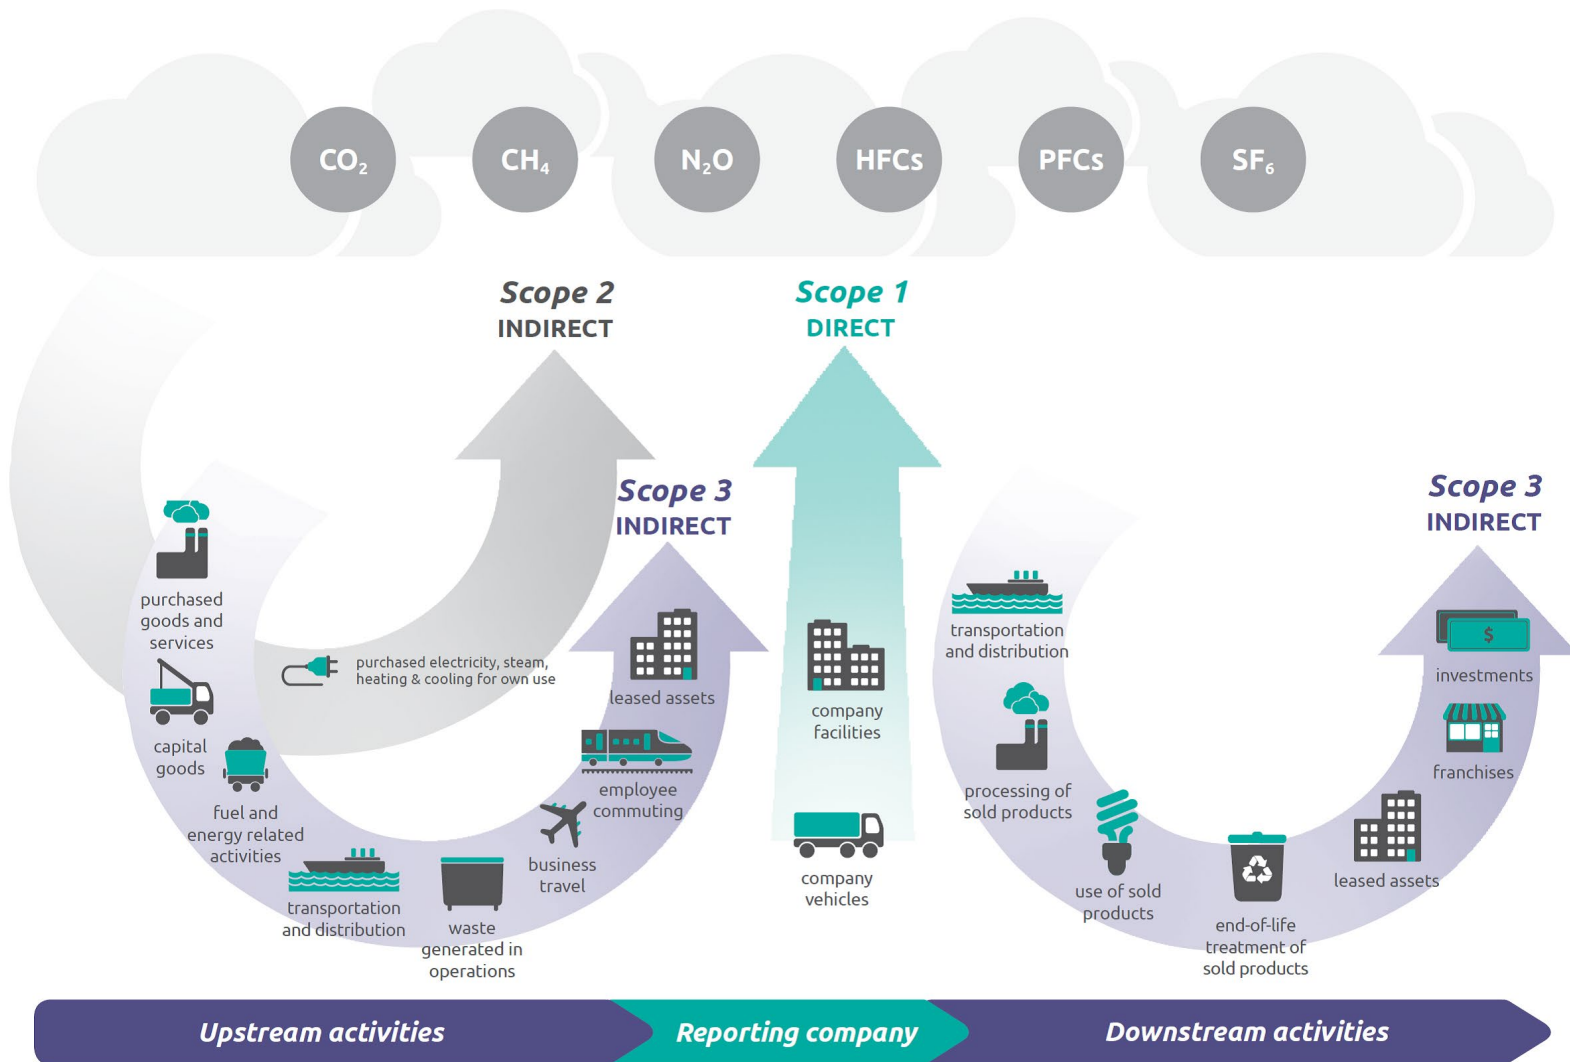 CO₂
CH₄
N₂O
HFCs
PFCs
SF₆
Scope 2
INDIRECT
Scope 1
DIRECT
Scope 3
INDIRECT
Scope 3
INDIRECT
purchased
goods and
services
purchased electricity, steam,
heating & cooling for own use
capital
goods
fuel and
energy related
activities
transportation
and distribution
waste
generated in
operations
business
travel
employee
commuting
leased assets
company
facilities
company
vehicles
transportation
and distribution
processing of
sold products
use of sold
products
end-of-life
treatment of
sold products
leased assets
franchises
$
investments
Upstream activities
Reporting company
Downstream activities